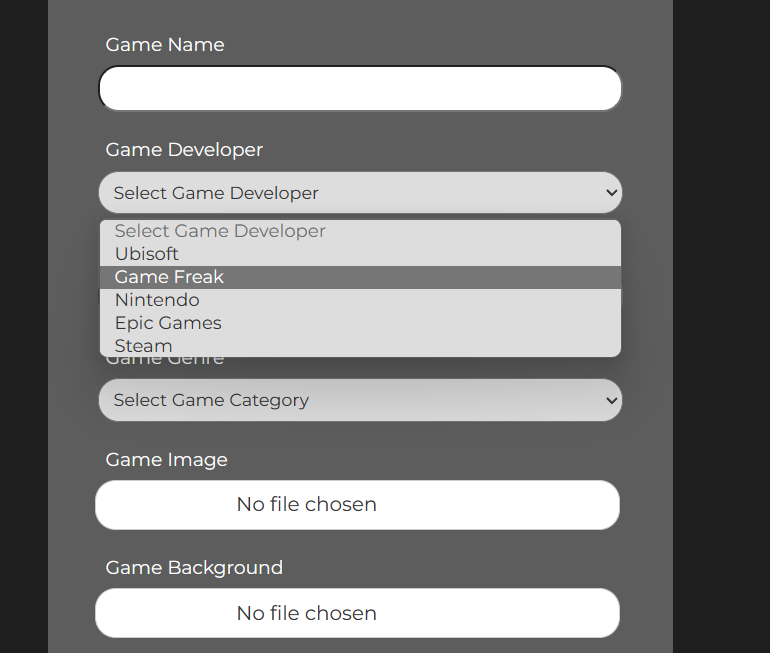 Game Name
Game Developer
Select Game Developer
Select Game Developer
Ubisoft
Game Freak
Nintendo
Epic Games
Steam
Game Genre
Select Game Category
Game Image
No file chosen
Game Background
No file chosen